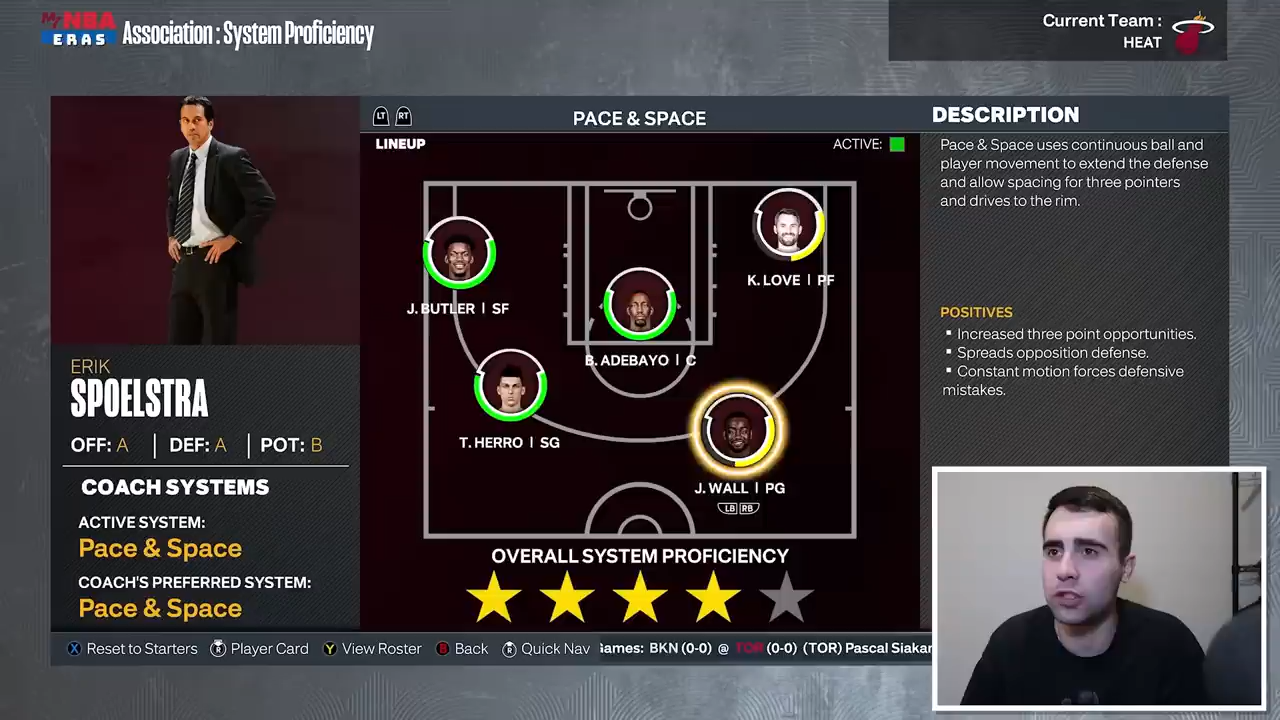 My NBA
ERAS
Association : System Proficiency
Current Team :
HEAT
LT RT
PACE & SPACE
DESCRIPTION
LINEUP
ACTIVE:
Pace & Space uses continuous ball and
player movement to extend the defense
and allow spacing for three pointers
and drives to the rim.
K. LOVE | PF
J. BUTLER | SF
POSITIVES
▪ Increased three point opportunities.
▪ Spreads opposition defense.
▪ Constant motion forces defensive
mistakes.
B. ADEBAYO | C
ERIK
SPOELSTRA
OFF: A | DEF: A | POT: B
T. HERRO | SG
J. WALL | PG
LB RB
COACH SYSTEMS
ACTIVE SYSTEM:
Pace & Space
COACH'S PREFERRED SYSTEM:
Pace & Space
OVERALL SYSTEM PROFICIENCY
X Reset to Starters R Player Card Y View Roster B Back R Quick Nav Games: BKN (0-0) @ TOR (0-0) (TOR) Pascal Siakam